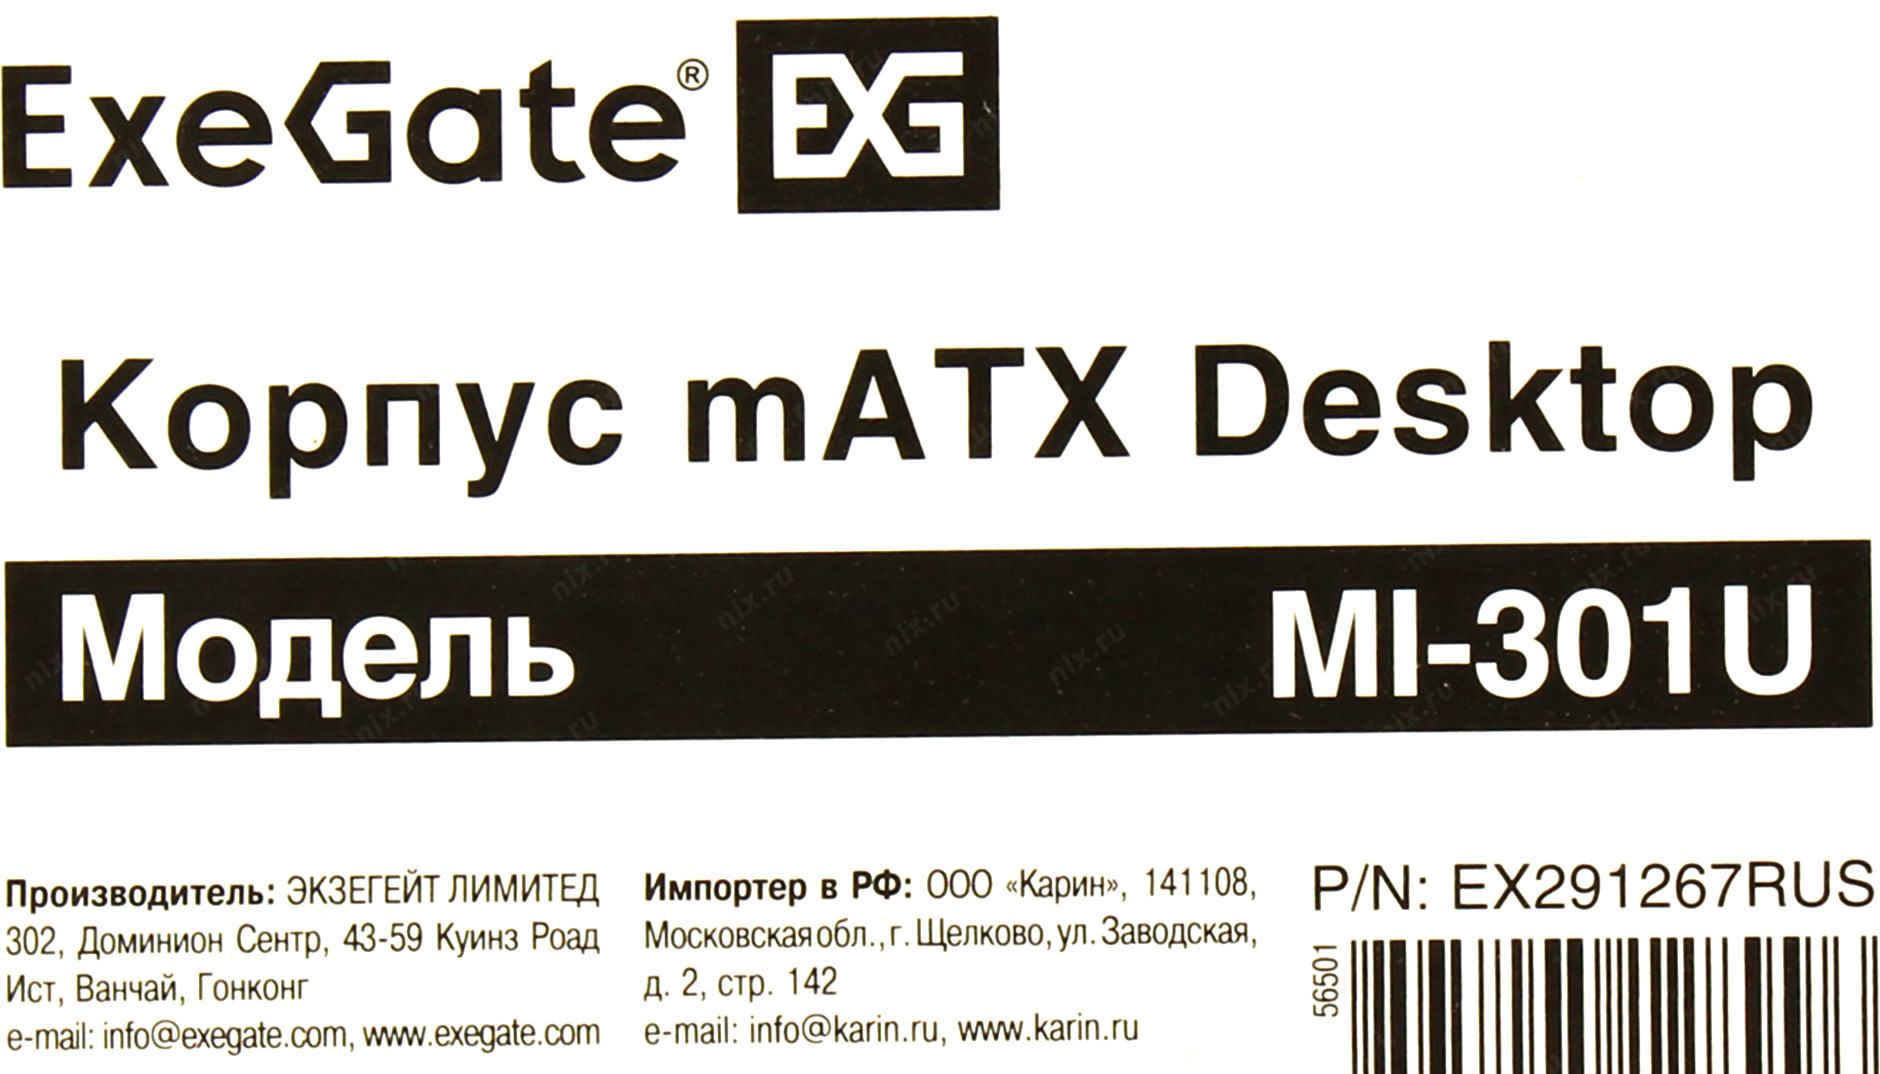 ExeGate® EXG
Корпус mATX Desktop
Модель MI-301U
Производитель: ЭКЗЕГЕЙТ ЛИМИТЕД
302, Доминион Сентр, 43-59 Куинз Роад
Ист, Ванчай, Гонконг
e-mail: info@exegate.com, www.exegate.com
Импортер в РФ: ООО «Карин», 141108,
Московская обл., г. Щелково, ул. Заводская,
д. 2, стр. 142
e-mail: info@karin.ru, www.karin.ru
P/N: EX291267RUS
56501
nix.ru